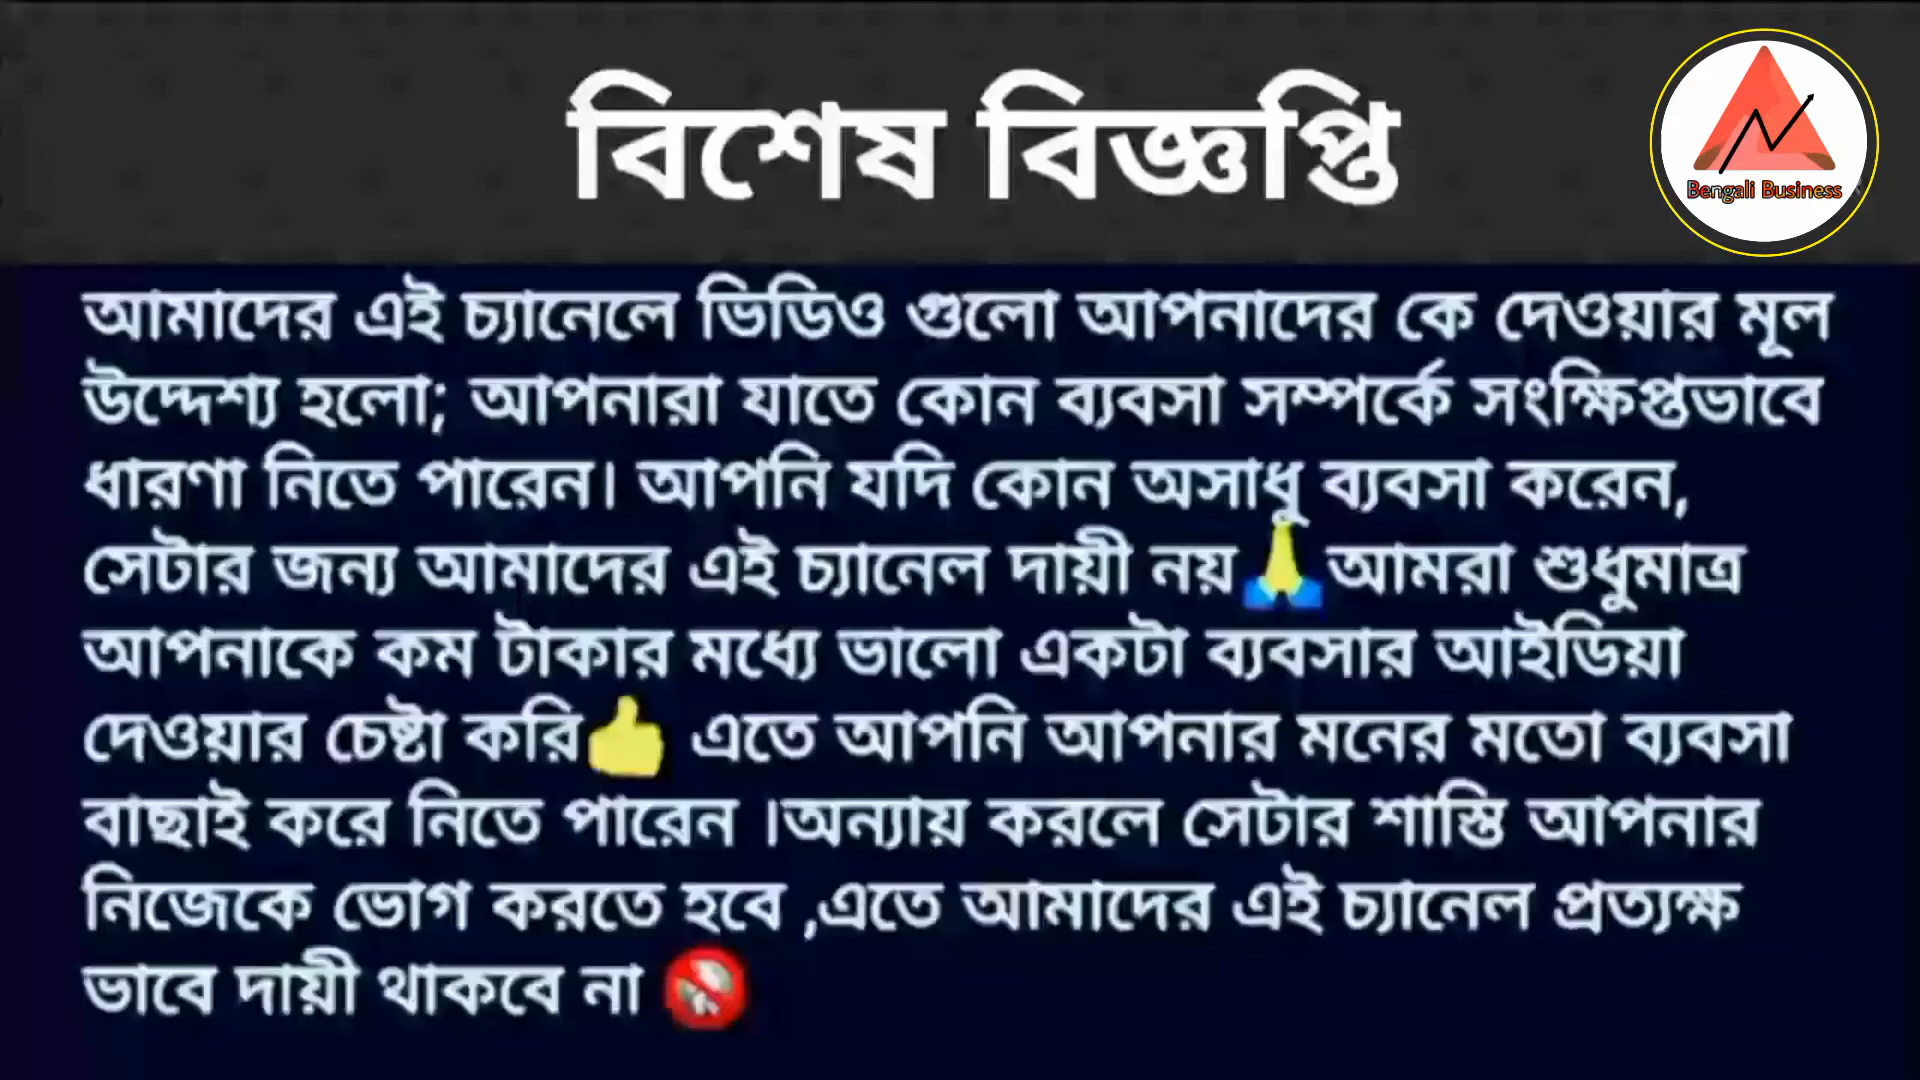 বিশেষ বিজ্ঞপ্তি
Bengali Business
আমাদের এই চ্যানেলে ভিডিও গুলো আপনাদের কে দেওয়ার মূল
উদ্দেশ্য হলো; আপনারা যাতে কোন ব্যবসা সম্পর্কে সংক্ষিপ্তভাবে
ধারণা নিতে পারেন। আপনি যদি কোন অসাধু ব্যবসা করেন,
সেটার জন্য আমাদের এই চ্যানেল দায়ী নয়🙏আমরা শুধুমাত্র
আপনাকে কম টাকার মধ্যে ভালো একটা ব্যবসার আইডিয়া
দেওয়ার চেষ্টা করি👍 এতে আপনি আপনার মনের মতো ব্যবসা
বাছাই করে নিতে পারেন ।অন্যায় করলে সেটার শাস্তি আপনার
নিজেকে ভোগ করতে হবে ,এতে আমাদের এই চ্যানেল প্রত্যক্ষ
ভাবে দায়ী থাকবে না